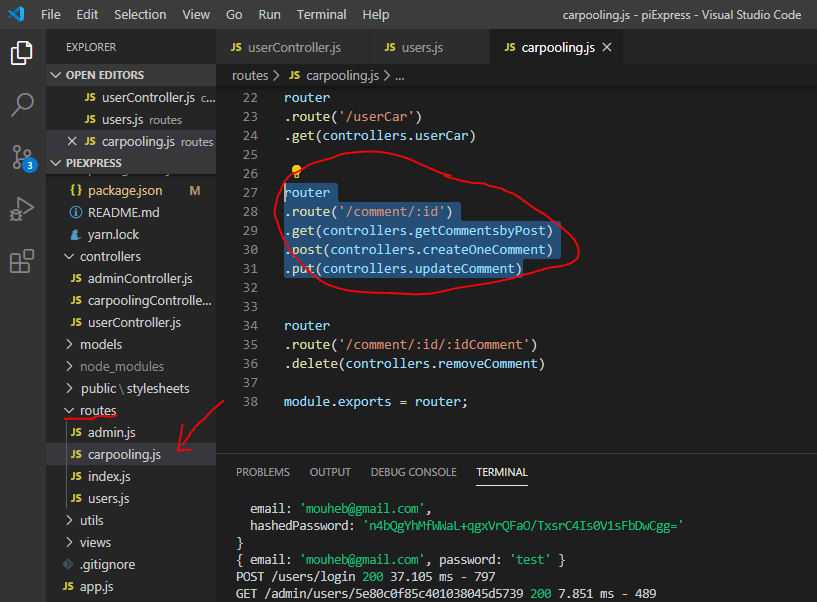 File Edit Selection View Go Run Terminal Help carpooling.js - piExpress - Visual Studio Code
EXPLORER
OPEN EDITORS
JS userController.js c...
JS users.js routes
JS carpooling.js routes
PIEXPRESS
{} package.json M
README.md
yarn.lock
controllers
JS adminController.js
JS carpoolingControlle...
JS userController.js
models
node_modules
public \ stylesheets
routes
JS admin.js
JS carpooling.js
JS index.js
JS users.js
utils
views
.gitignore
JS app.js
3
JS userController.js JS users.js JS carpooling.js
routes > JS carpooling.js > ...
22 router
23 .route('/userCar')
24 .get(controllers.userCar)
25
26
27 router
28 .route('/comment/:id')
29 .get(controllers.getCommentsbyPost)
30 .post(controllers.createOneComment)
31 .put(controllers.updateComment)
32
33
34 router
35 .route('/comment/:id/:idComment')
36 .delete(controllers.removeComment)
37
38 module.exports = router;
PROBLEMS OUTPUT DEBUG CONSOLE TERMINAL
email: 'mouheb@gmail.com',
hashedPassword: 'n4bQgYhMfWWaL+qgxVrQFaO/TxsrC4Is0V1sFbDwCgg='
}
{ email: 'mouheb@gmail.com', password: 'test' }
POST /users/login 200 37.105 ms - 797
GET /admin/users/5e80c0f85c401038045d5739 200 7.851 ms - 489